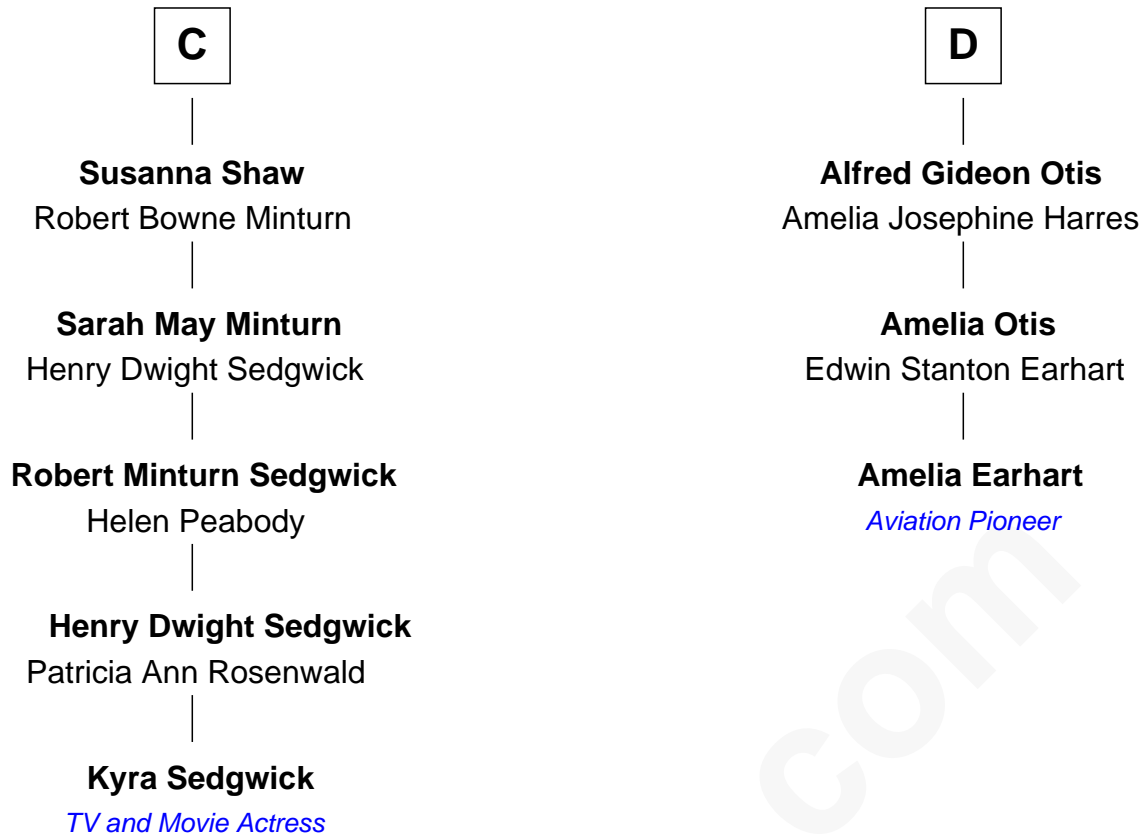 C
Susanna Shaw
Robert Bowne Minturn
Sarah May Minturn
Henry Dwight Sedgwick
Robert Minturn Sedgwick
Helen Peabody
Henry Dwight Sedgwick
Patricia Ann Rosenwald
Kyra Sedgwick
TV and Movie Actress
D
Alfred Gideon Otis
Amelia Josephine Harres
Amelia Otis
Edwin Stanton Earhart
Amelia Earhart
Aviation Pioneer
com